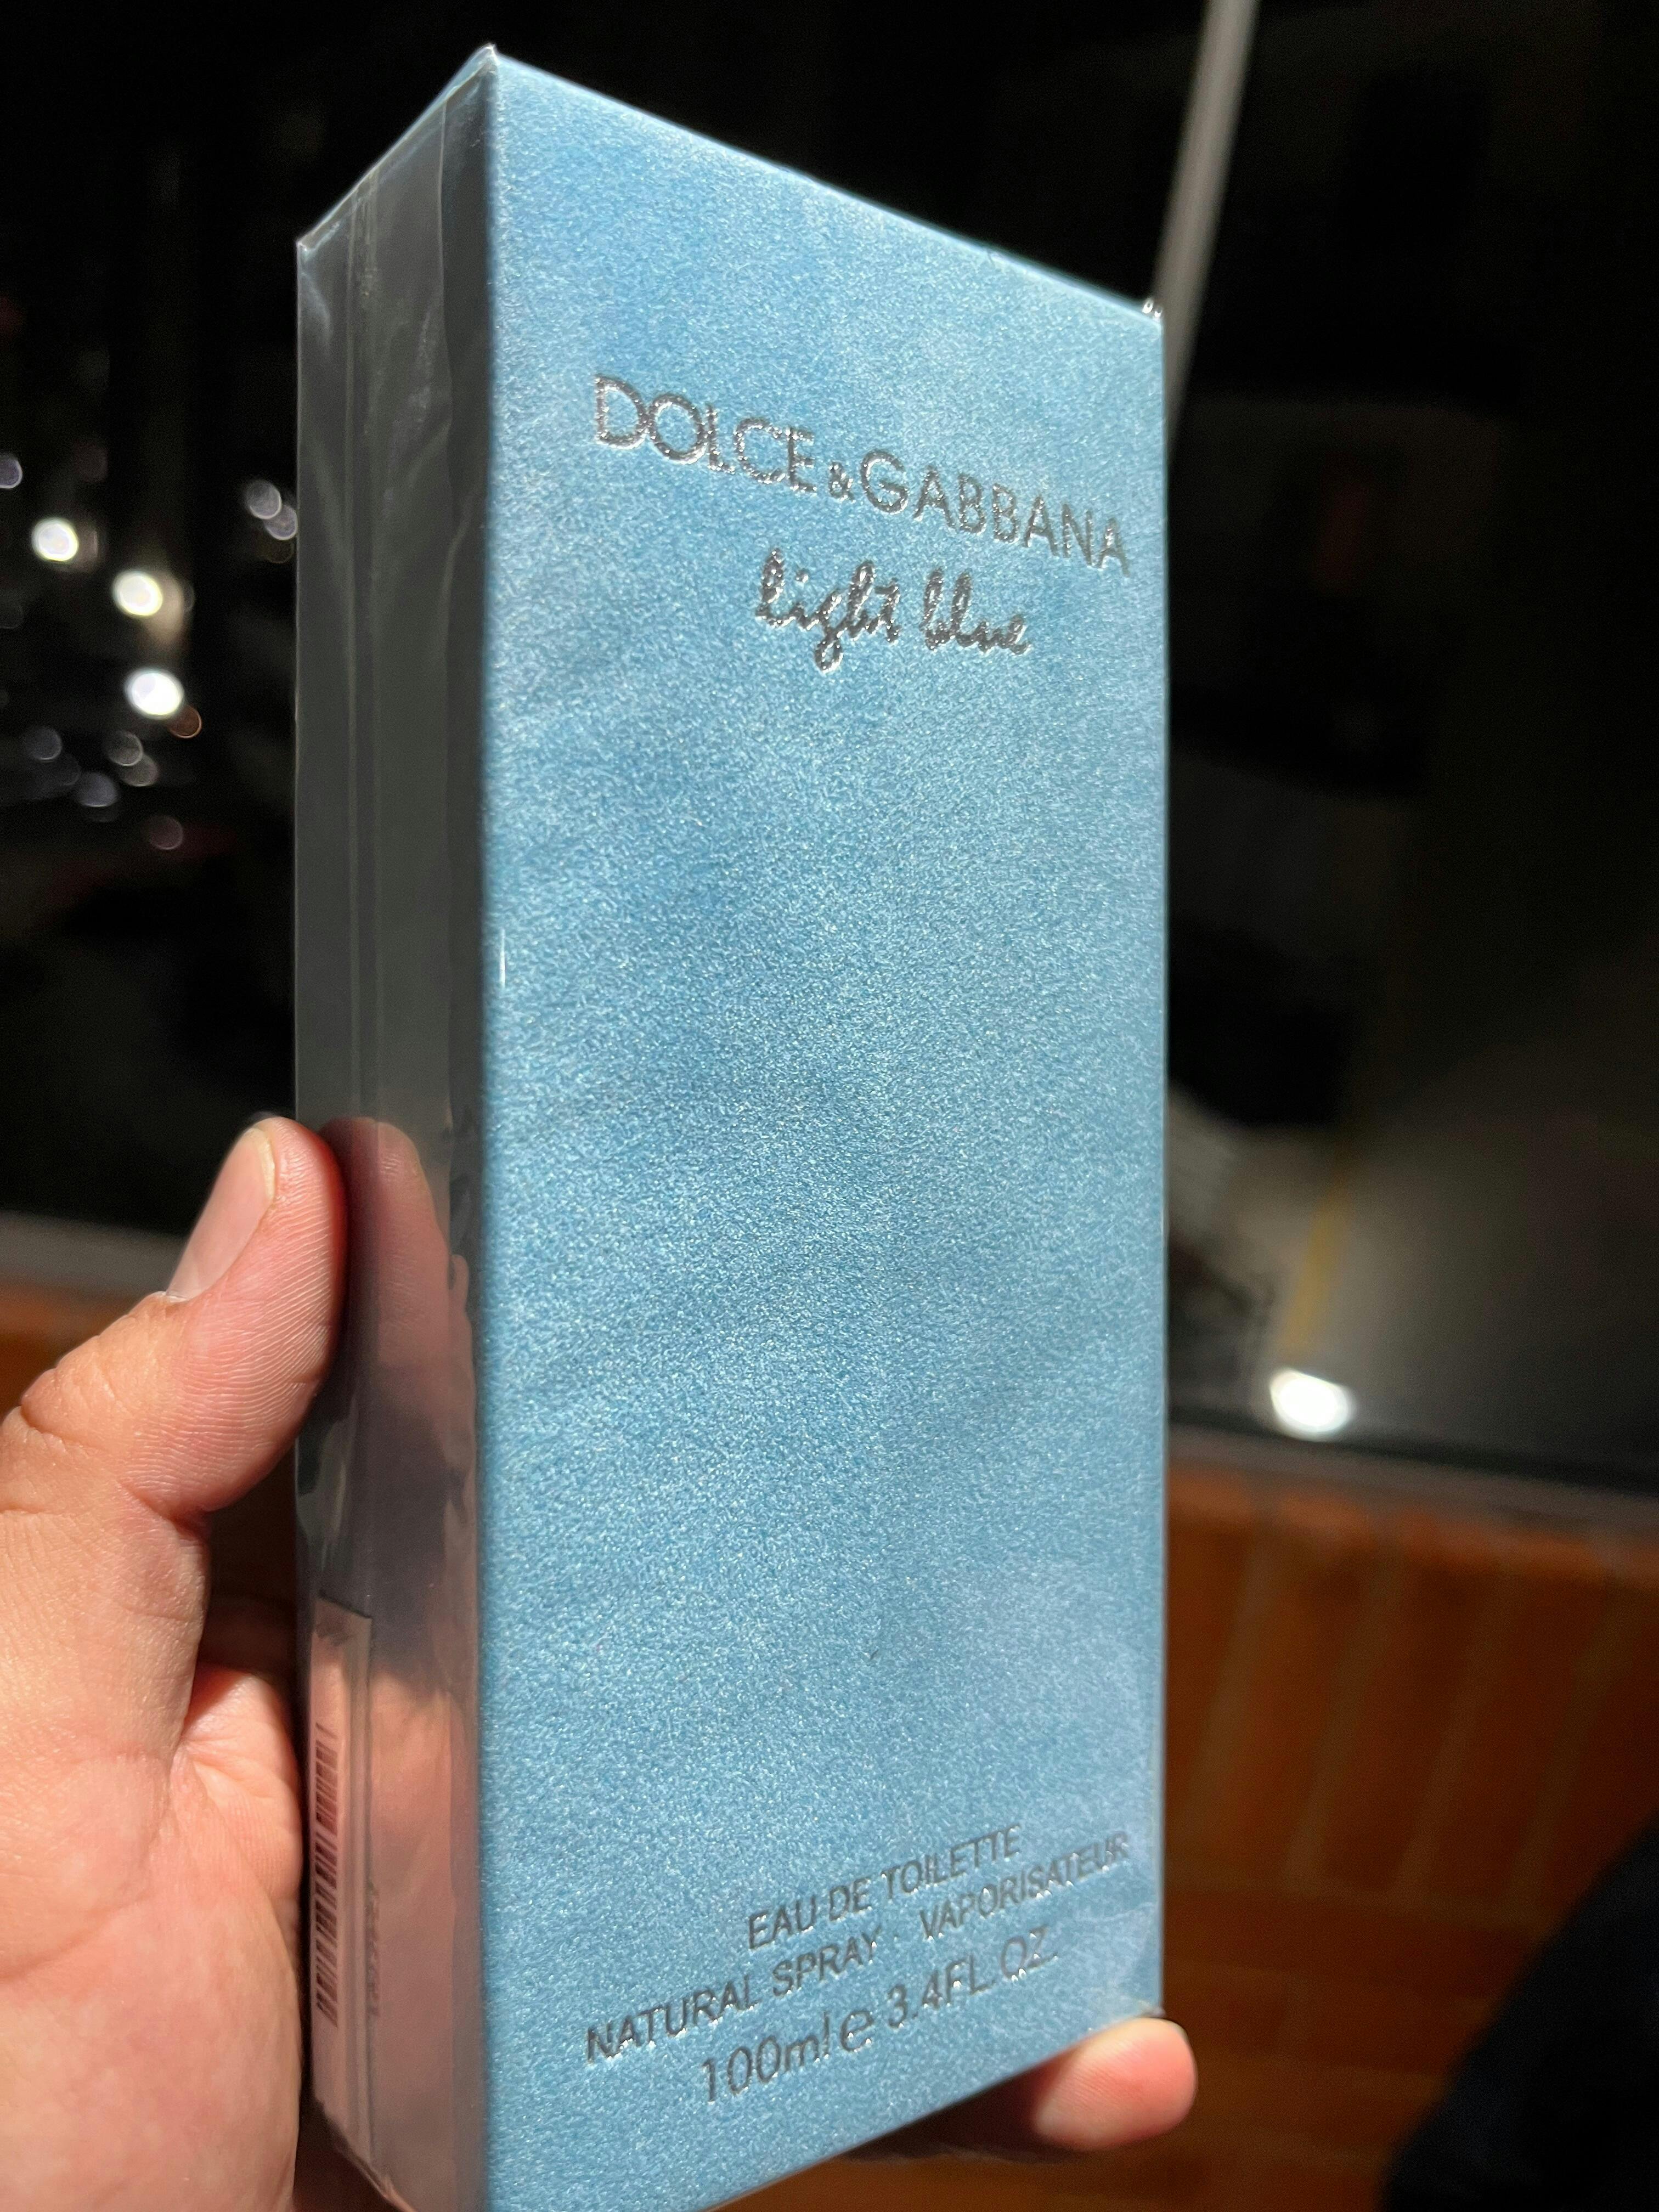 DOLCE&GABBANA
light blue
EAU DE TOILETTE
NATURAL SPRAY · VAPORISATEUR
100ml e 3.4FL.OZ.